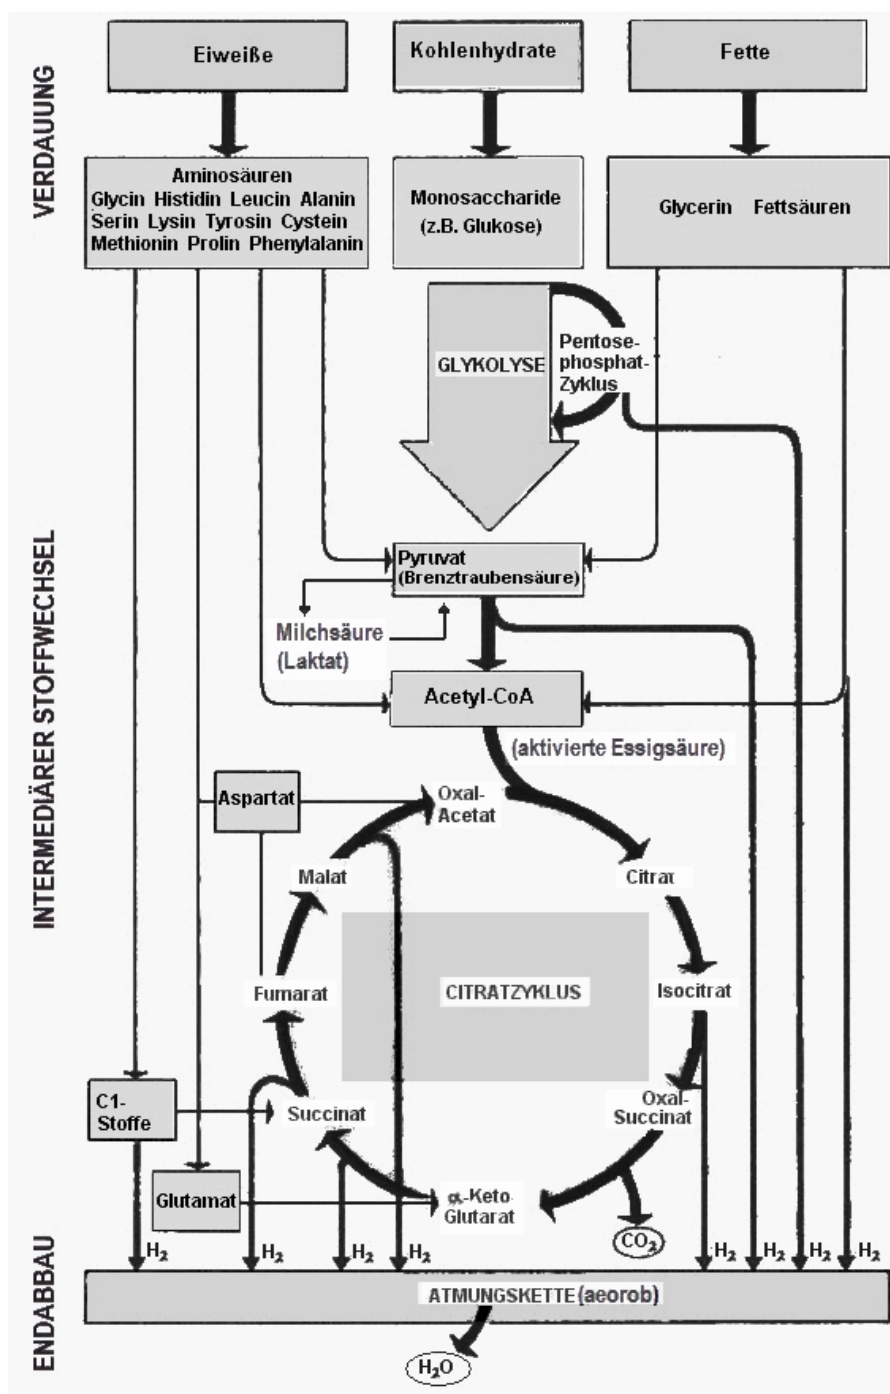 VERDAUUNG
Eiweiße
Kohlenhydrate
Fette
Aminosäuren
Glycin Histidin Leucin Alanin
Serin Lysin Tyrosin Cystein
Methionin Prolin Phenylalanin
Monosaccharide
(z.B. Glukose)
Glycerin Fettsäuren
INTERMEDIÄRER STOFFWECHSEL
GLYKOLYSE
Pentose-
phosphat-
Zyklus
Pyruvat
(Brenztraubensäure)
Milchsäure
(Laktat)
Acetyl-CoA
(aktivierte Essigsäure)
Aspartat
Oxal-
Acetat
Malat
Citrat
Fumarat
CITRATZYKLUS
Isocitrat
C1-
Stoffe
Succinat
Oxal-
Succinat
Glutamat
α-Keto
Glutarat
CO₂
ENDABBAU
H₂
H₂
H₂
H₂
H₂
H₂
H₂
H₂
ATMUNGSKETTE (aeorob)
H₂O